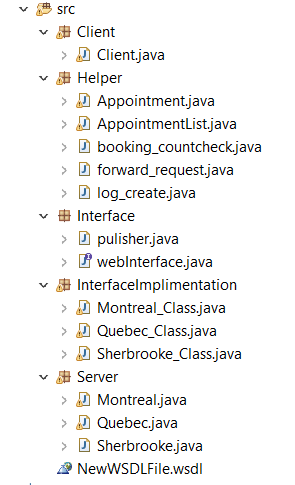 src
Client
Client.java
Helper
Appointment.java
AppointmentList.java
booking_countcheck.java
forward_request.java
log_create.java
Interface
pulisher.java
webInterface.java
InterfaceImplimentation
Montreal_Class.java
Quebec_Class.java
Sherbrooke_Class.java
Server
Montreal.java
Quebec.java
Sherbrooke.java
NewWSDLFile.wsdl